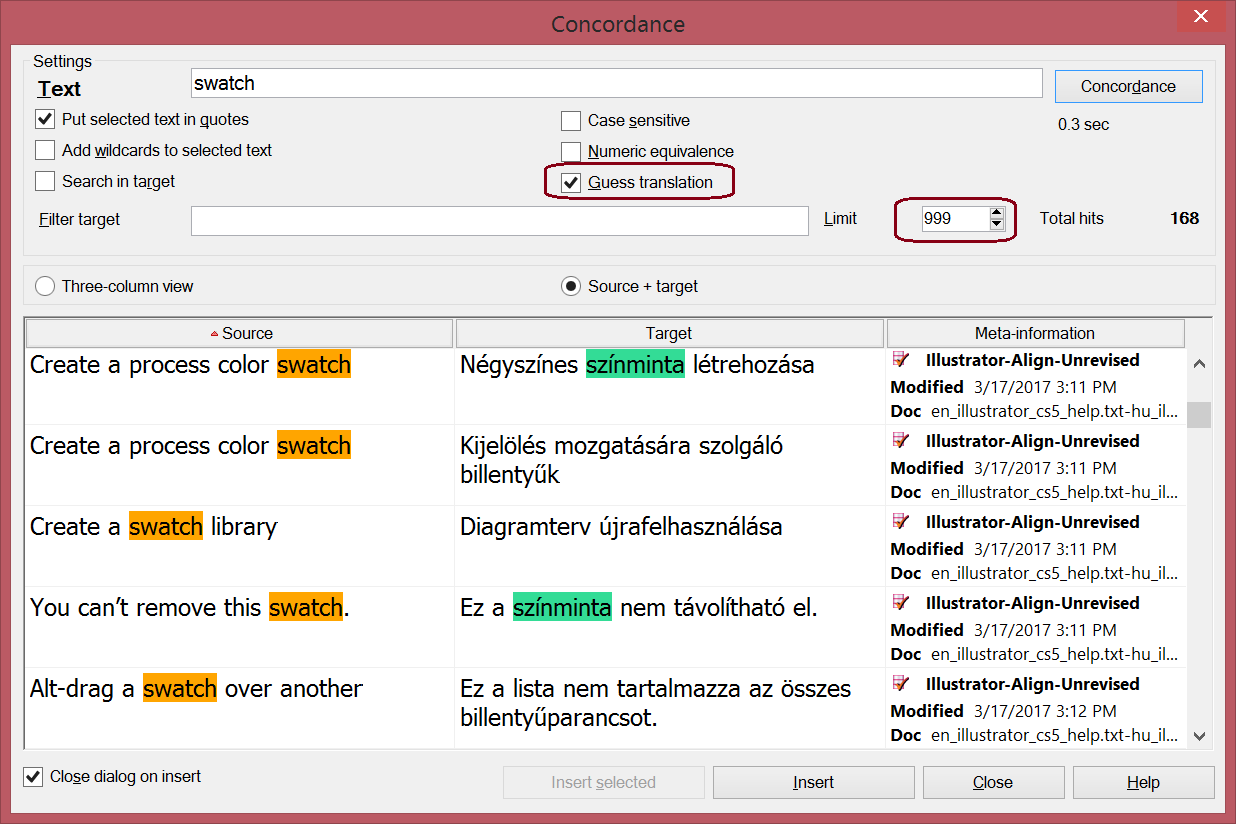 Concordance
Settings
Text
swatch
Concordance
Put selected text in quotes
Case sensitive
0.3 sec
Add wildcards to selected text
Numeric equivalence
Search in target
Guess translation
Filter target
Limit
999
Total hits
168
Three-column view
Source + target
Source
Target
Meta-information
Create a process color swatch
Négyszínes színminta létrehozása
Illustrator-Align-Unrevised
Modified 3/17/2017 3:11 PM
Doc en_illustrator_cs5_help.txt-hu_il...
Create a process color swatch
Kijelölés mozgatására szolgáló
billentyűk
Illustrator-Align-Unrevised
Modified 3/17/2017 3:11 PM
Doc en_illustrator_cs5_help.txt-hu_il...
Create a swatch library
Diagramterv újrafelhasználása
Illustrator-Align-Unrevised
Modified 3/17/2017 3:11 PM
Doc en_illustrator_cs5_help.txt-hu_il...
You can’t remove this swatch.
Ez a színminta nem távolítható el.
Illustrator-Align-Unrevised
Modified 3/17/2017 3:11 PM
Doc en_illustrator_cs5_help.txt-hu_il...
Alt-drag a swatch over another
Ez a lista nem tartalmazza az összes
billentyűparancsot.
Illustrator-Align-Unrevised
Modified 3/17/2017 3:12 PM
Doc en_illustrator_cs5_help.txt-hu_il...
Close dialog on insert
Insert selected
Insert
Close
Help